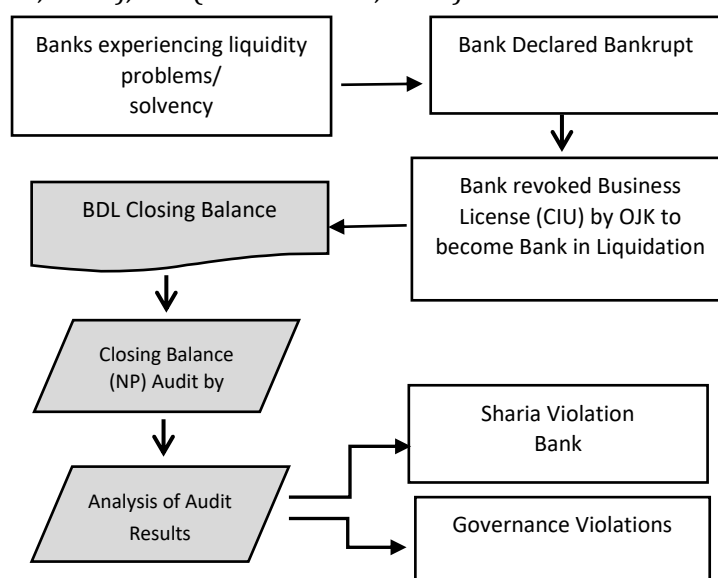 Banks experiencing liquidity
problems/
solvency
Bank Declared Bankrupt
Bank revoked Business
License (CIU) by OJK to
become Bank in Liquidation
BDL Closing Balance
Closing Balance
(NP) Audit by
Analysis of Audit
Results
Sharia Violation
Bank
Governance Violations